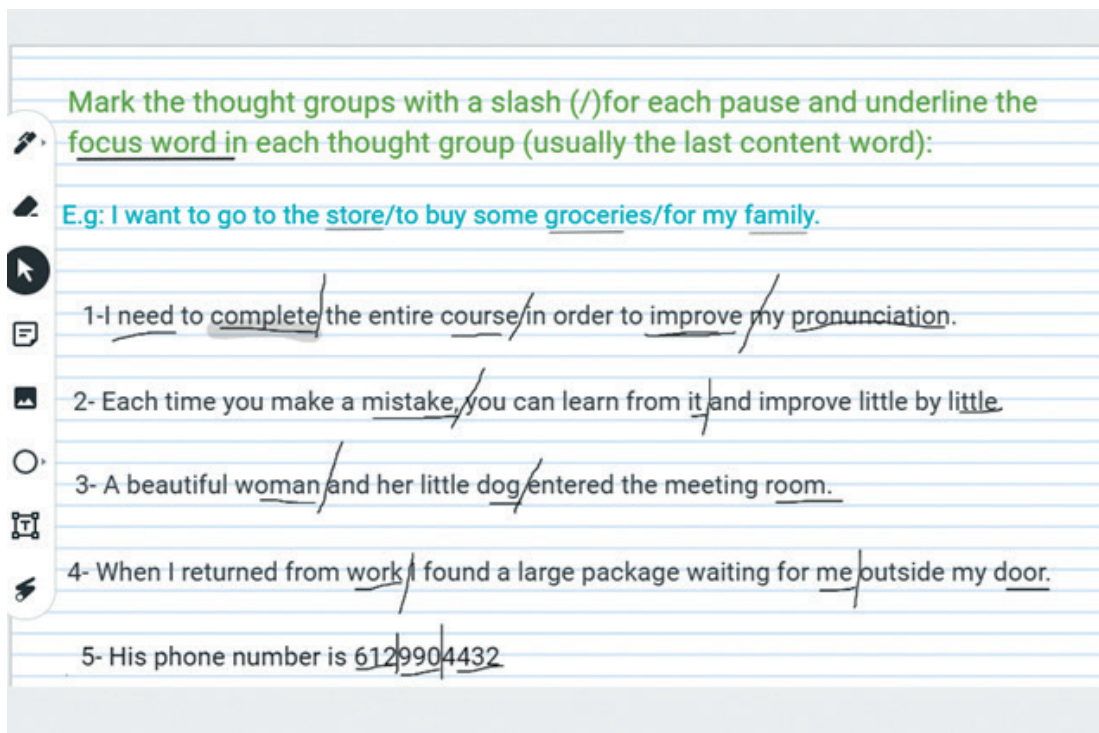 Mark the thought groups with a slash (/)for each pause and underline the
focus word in each thought group (usually the last content word):
E.g: I want to go to the store/to buy some groceries/for my family.
1-I need to complete/the entire course/in order to improve/my pronunciation.
2- Each time you make a mistake,/you can learn from it/and improve little by little.
3- A beautiful woman/and her little dog/entered the meeting room.
4- When I returned from work/I found a large package waiting for me/outside my door.
5- His phone number is 612/990/4432